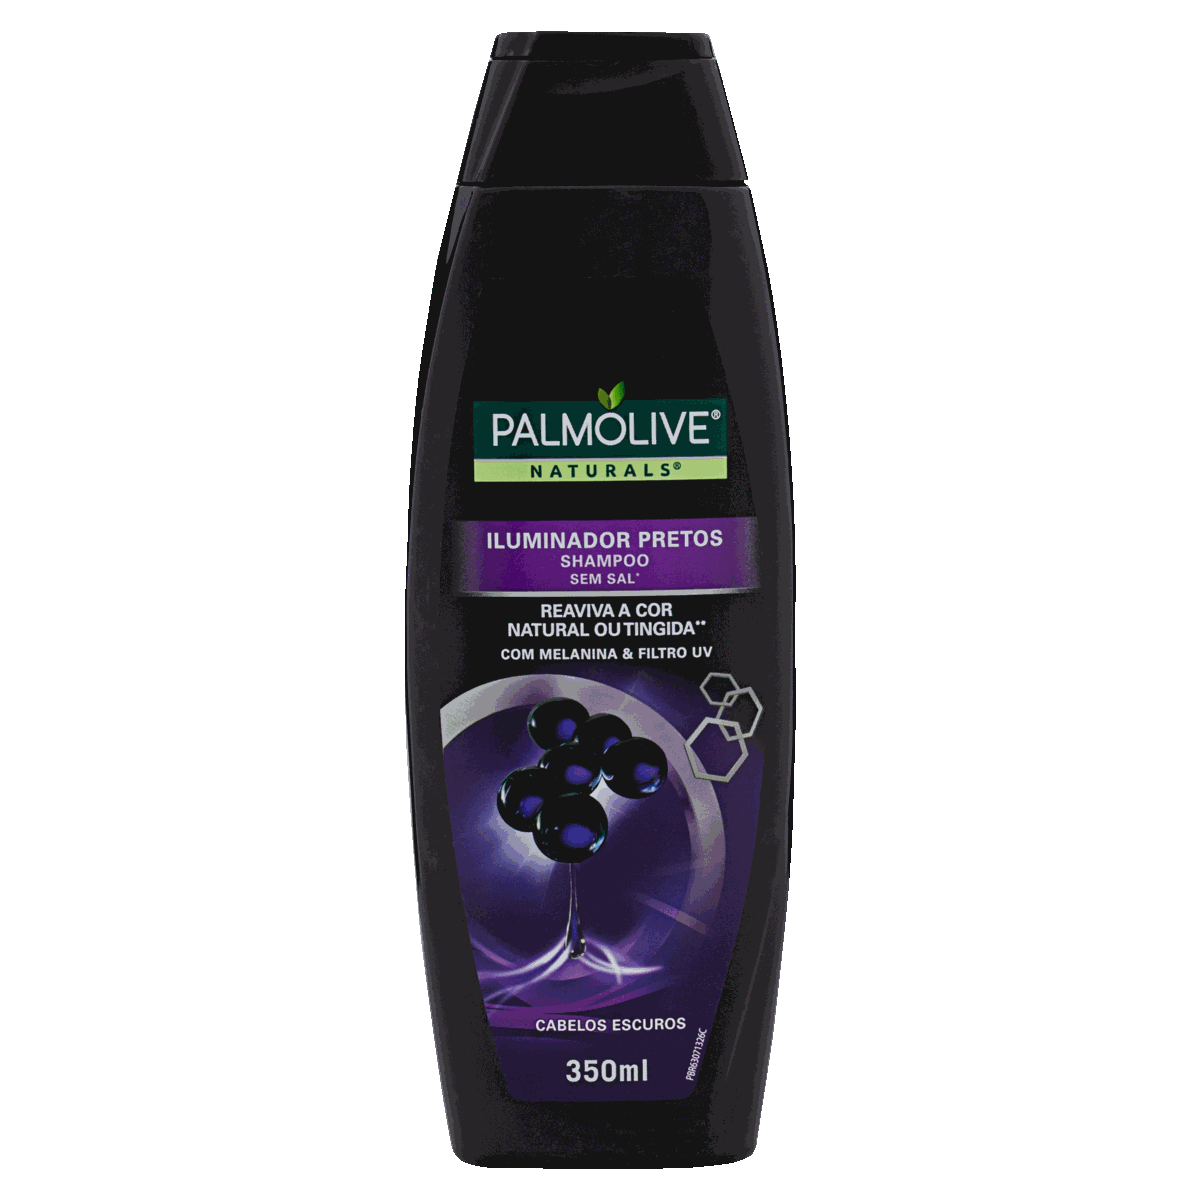 PALMOLIVE®
NATURALS®
ILUMINADOR PRETOS
SHAMPOO
SEM SAL*
REAVIVA A COR
NATURAL OU TINGIDA**
COM MELANINA & FILTRO UV
CABELOS ESCUROS
350ml
PBR63071326C